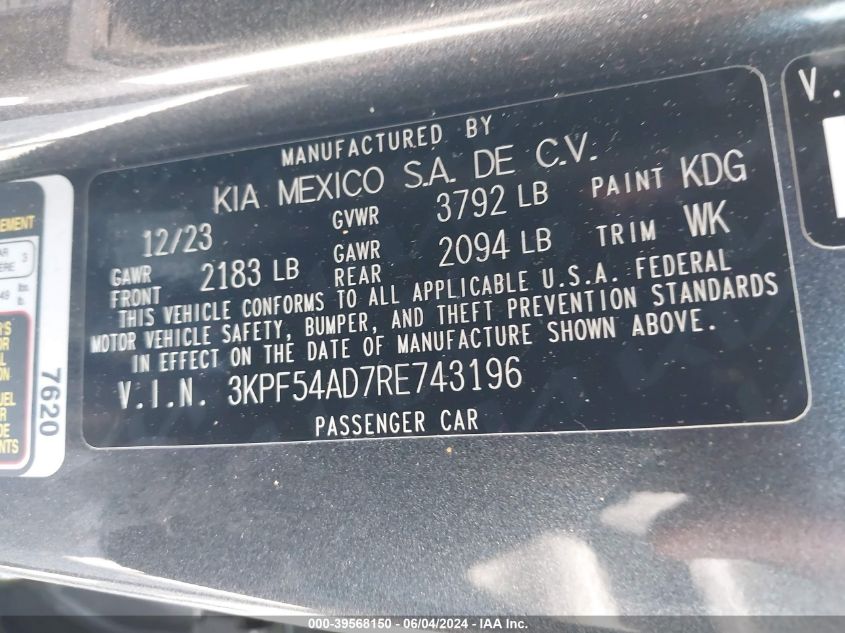 MANUFACTURED BY
KIA MEXICO S.A. DE C.V.
12/23 GVWR 3792 LB PAINT KDG
GAWR FRONT 2183 LB GAWR REAR 2094 LB TRIM WK
THIS VEHICLE CONFORMS TO ALL APPLICABLE U.S.A. FEDERAL
MOTOR VEHICLE SAFETY, BUMPER, AND THEFT PREVENTION STANDARDS
IN EFFECT ON THE DATE OF MANUFACTURE SHOWN ABOVE.
V.I.N. 3KPF54AD7RE743196
PASSENGER CAR
7620
V.
000-39568150 - 06/04/2024 - IAA Inc.